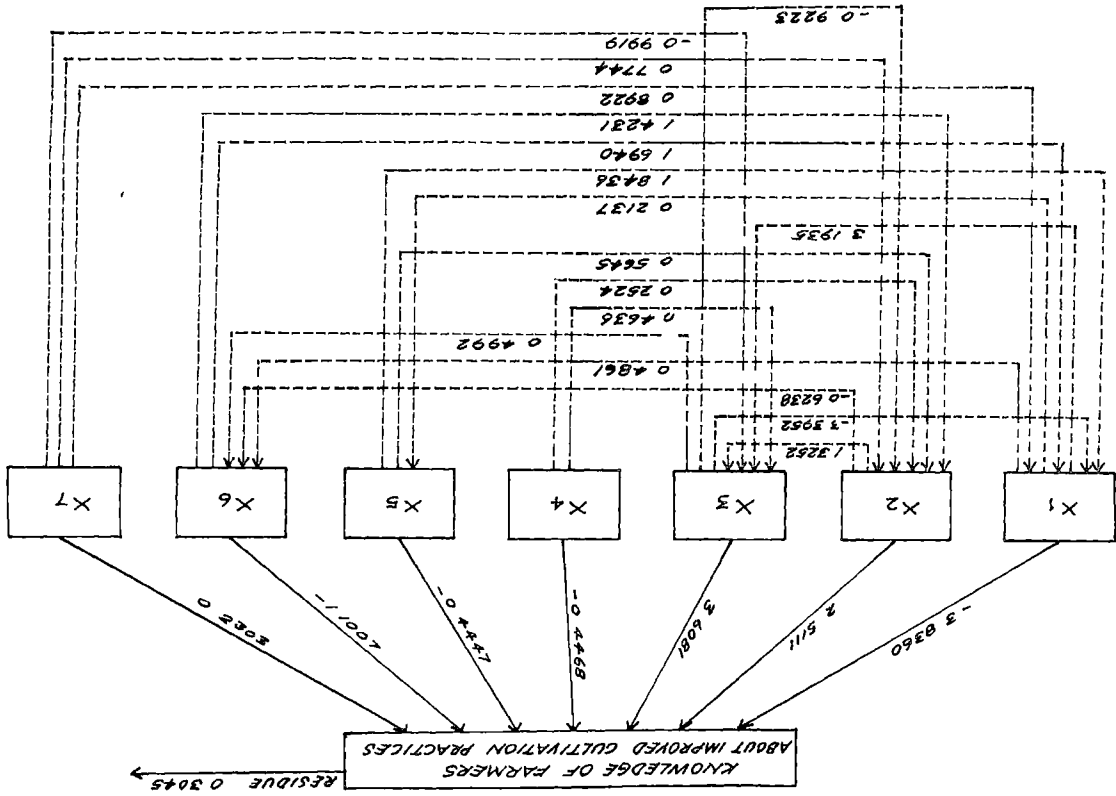 RESIDUE 0 3045
KNOWLEDGE OF FARMERS
ABOUT IMPROVED CULTIVATION PRACTICES
-3 8360
2 5111
3 6081
-0 4468
-0 4447
-1 1007
0 2303
X1
X2
X3
X4
X5
X6
X7
1 3252
-3 3952
-0 6238
0 4861
0 4992
0 4636
0 2524
0 5645
3 1935
0 2137
1 8436
1 6940
1 4231
0 8922
0 7744
-0 9919
-0 9223